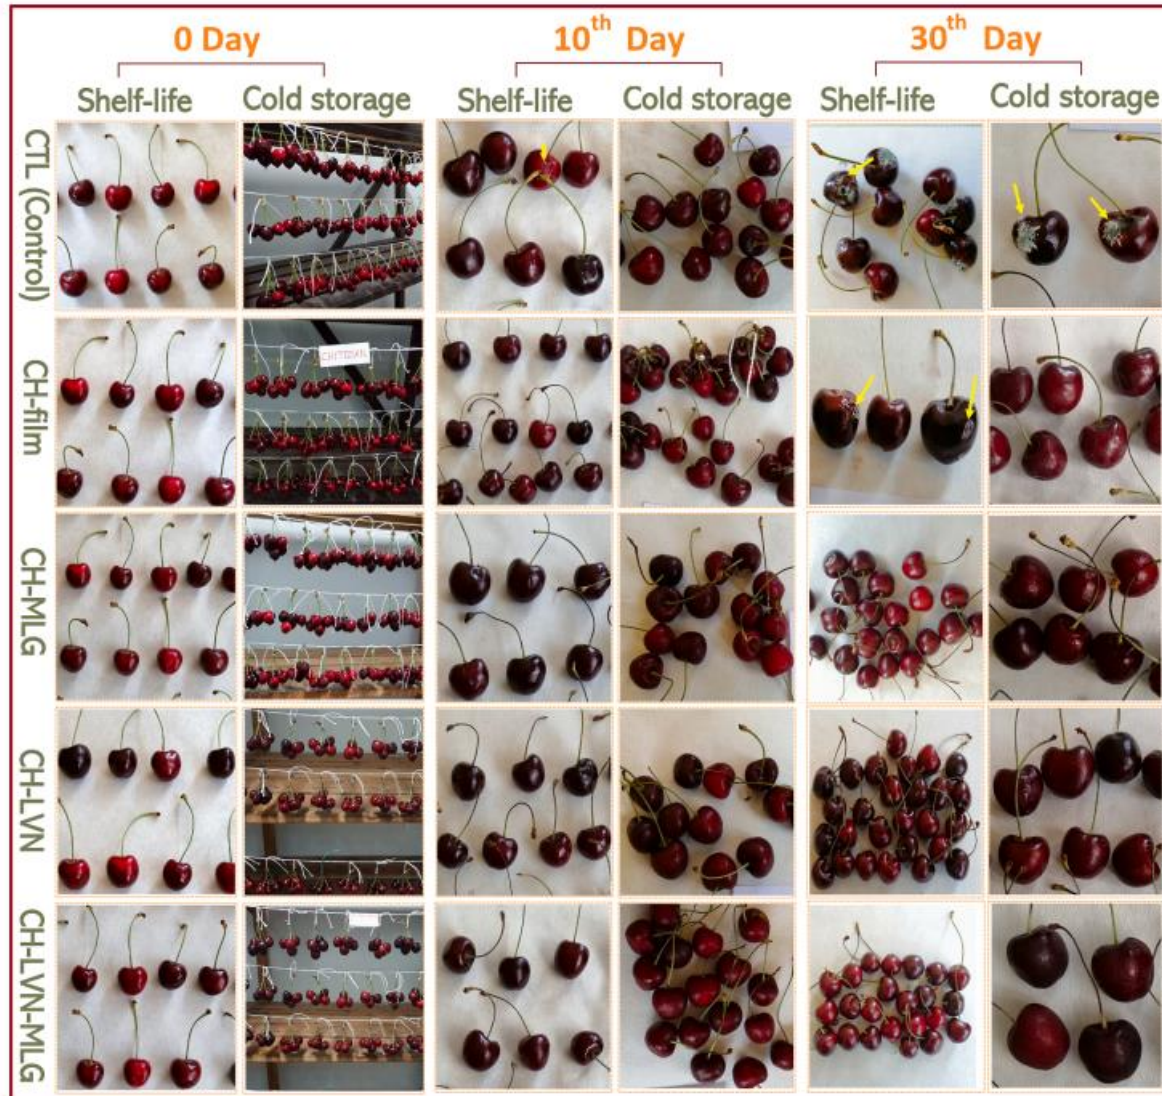 0 Day
10th Day
30th Day
Shelf-life
Cold storage
Shelf-life
Cold storage
Shelf-life
Cold storage
CTL (Control)
CH-film
CHITOZAN
CH-MLG
CH-LVN
CH-LVN-MLG